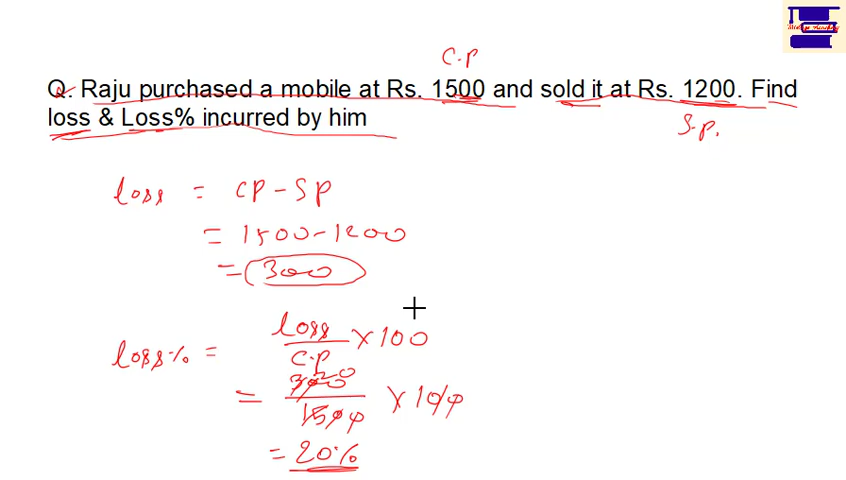 C.P
Q. Raju purchased a mobile at Rs. 1500 and sold it at Rs. 1200. Find
loss & Loss% incurred by him
S.p.
loss = CP - SP
= 1500 - 1200
= 300
loss% = loss / C.P × 100
= 300 / 1500 × 100
= 20%